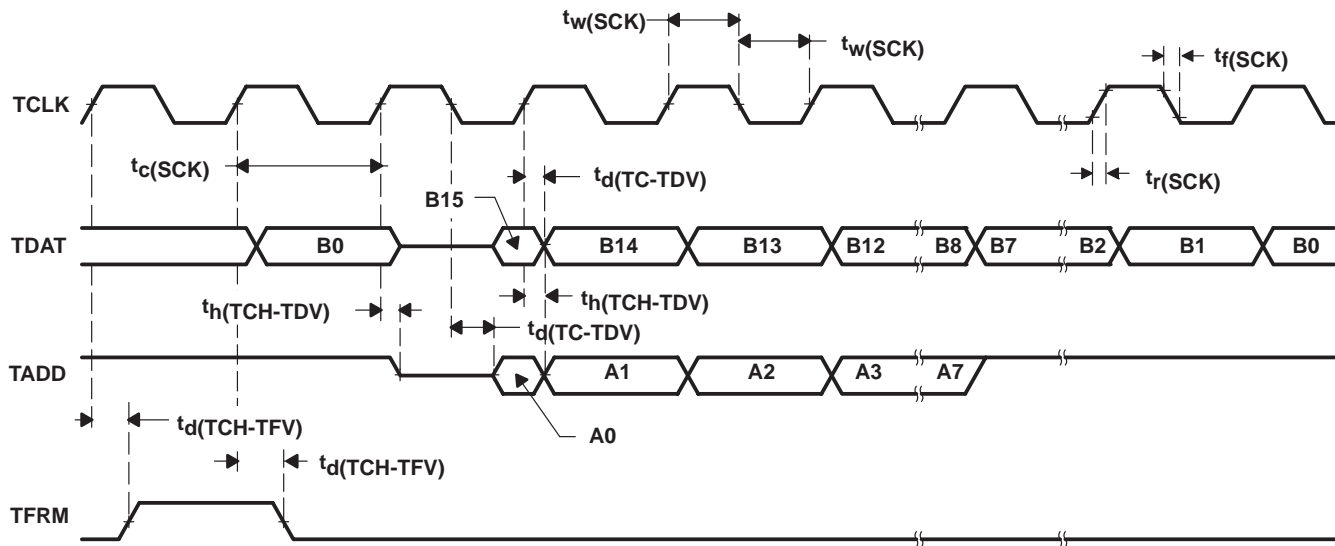 tw(SCK)
tw(SCK)
tf(SCK)
TCLK
tc(SCK)
td(TC-TDV)
tr(SCK)
B15
TDAT
B0
B14
B13
B12
B8
B7
B2
B1
B0
th(TCH-TDV)
th(TCH-TDV)
td(TC-TDV)
TADD
A1
A2
A3
A7
td(TCH-TFV)
A0
td(TCH-TFV)
TFRM